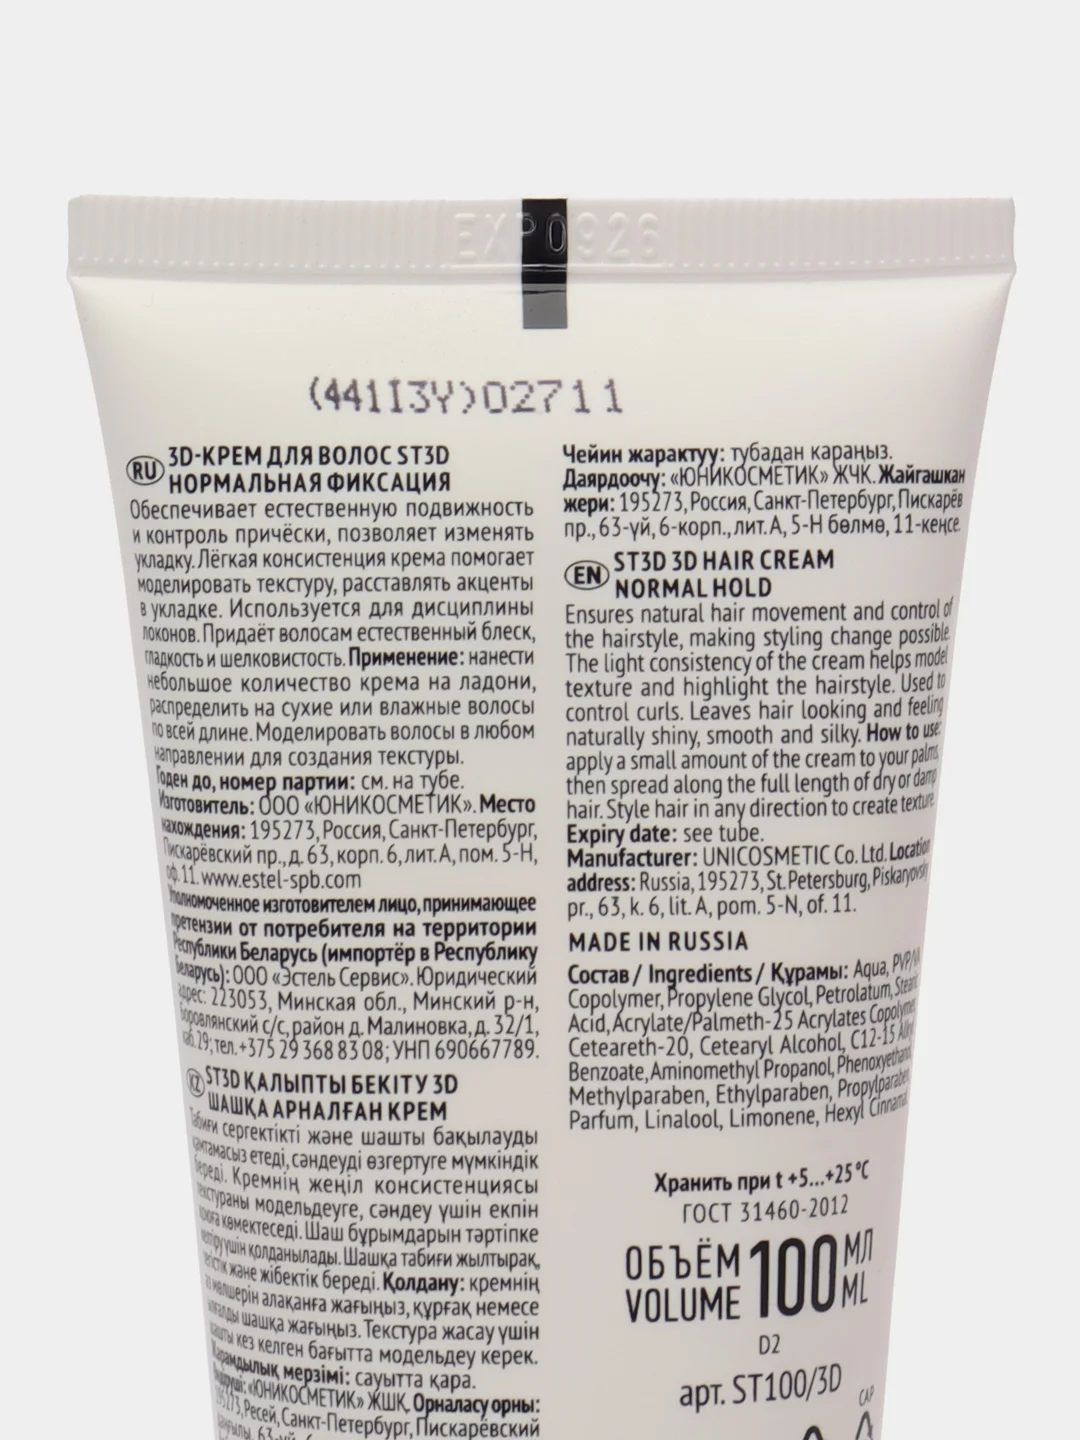 EXP0926
(441I3Y)02711
RU
3D-КРЕМ ДЛЯ ВОЛОС ST3D
НОРМАЛЬНАЯ ФИКСАЦИЯ
Обеспечивает естественную подвижность
и контроль причёски, позволяет изменять
укладку. Лёгкая консистенция крема помогает
моделировать текстуру, расставлять акценты
в укладке. Используется для дисциплины
локонов. Придаёт волосам естественный блеск,
гладкость и шелковистость. Применение: нанести
небольшое количество крема на ладони,
распределить на сухие или влажные волосы
по всей длине. Моделировать волосы в любом
направлении для создания текстуры.
Годен до, номер партии: см. на тубе.
Изготовитель: ООО «ЮНИКОСМЕТИК». Место
нахождения: 195273, Россия, Санкт-Петербург,
Пискарёвский пр., д. 63, корп. 6, лит. А, пом. 5-Н,
оф. 11. www.estel-spb.com
Уполномоченное изготовителем лицо, принимающее
претензии от потребителя на территории
Республики Беларусь (импортёр в Республику
Беларусь): ООО «Эстель Сервис». Юридический
адрес: 223053, Минская обл., Минский р-н,
Боровлянский с/с, район д. Малиновка, д. 32/1,
каб. 29; тел. +375 29 368 83 08; УНП 690667789.
KZ
ST3D ҚАЛЫПТЫ БЕКІТУ 3D
ШАШҚА АРНАЛҒАН КРЕМ
Табиғи сергектікті және шашты бақылауды
қамтамасыз етеді, сәндеуді өзгертуге мүмкіндік
береді. Кремнің жеңіл консистенциясы
текстураны модельдеуге, сәндеу үшін екпін
қоюға көмектеседі. Шаш бұрымдарын тәртіпке
келтіру үшін қолданылады. Шашқа табиғи жылтырақ,
тегістік және жібектік береді. Қолдану: кремнің
аз мөлшерін алақанға жағыңыз, құрғақ немесе
ылғалды шашқа жағыңыз. Текстура жасау үшін
шашты кез келген бағытта модельдеу керек.
Жарамдылық мерзімі: сауытта қара.
Өндіруші: «ЮНИКОСМЕТИК» ЖШҚ. Орналасу орны:
195273, Ресей, Санкт-Петербург, Пискарёвский
даңғылы, 63-үй, 6-
Чейин жарактуу: тубадан караңыз.
Даярдоочу: «ЮНИКОСМЕТИК» ЖЧК. Жайгашкан
жери: 195273, Россия, Санкт-Петербург, Пискарёв
пр., 63-үй, 6-корп., лит. А, 5-Н бөлмө, 11-кеңсе.
EN
ST3D 3D HAIR CREAM
NORMAL HOLD
Ensures natural hair movement and control of
the hairstyle, making styling change possible.
The light consistency of the cream helps model
texture and highlight the hairstyle. Used to
control curls. Leaves hair looking and feeling
naturally shiny, smooth and silky. How to use:
apply a small amount of the cream to your palms,
then spread along the full length of dry or damp
hair. Style hair in any direction to create texture.
Expiry date: see tube.
Manufacturer: UNICOSMETIC Co. Ltd. Location
address: Russia, 195273, St. Petersburg, Piskaryovsky
pr., 63, k. 6, lit. A, pom. 5-N, of. 11.
MADE IN RUSSIA
Состав / Ingredients / Құрамы: Aqua, PVP/VA
Copolymer, Propylene Glycol, Petrolatum, Stearic
Acid, Acrylate/Palmeth-25 Acrylates Copolymer,
Ceteareth-20, Cetearyl Alcohol, C12-15 Alkyl
Benzoate, Aminomethyl Propanol, Phenoxyethanol,
Methylparaben, Ethylparaben, Propylparaben,
Parfum, Linalool, Limonene, Hexyl Cinnamal
Хранить при t +5...+25 °C
ГОСТ 31460-2012
ОБЪЁМ 100 МЛ
VOLUME ML
D2
арт. ST100/3D
CAP